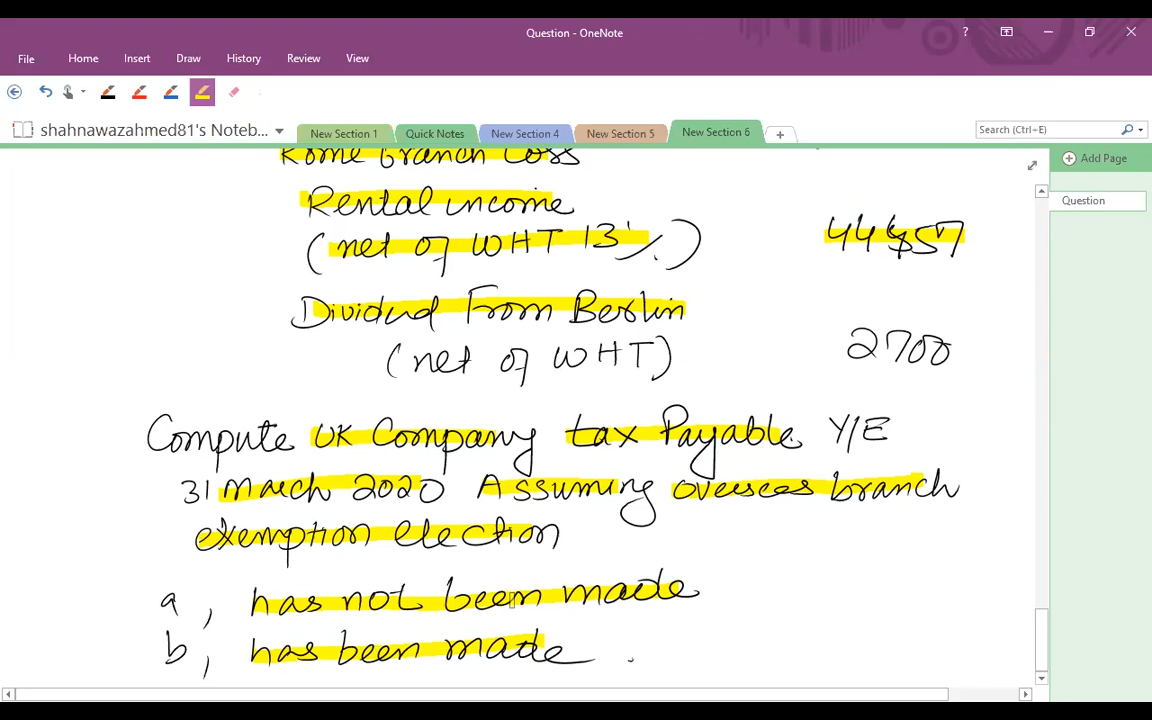 Question - OneNote
?
File Home Insert Draw History Review View
shahnawazahmed81's Noteb...
New Section 1 Quick Notes New Section 4 New Section 5 New Section 6 +
Search (Ctrl+E)
Add Page
Question
Rome branch Loss
Rental income
(net of WHT 13%)
44457
Dividend From Berlin
(net of WHT) 2700
Compute UK Company tax Payable Y/E
31 March 2020 Assuming overseas branch
exemption election
a, has not been made
b, has been made.